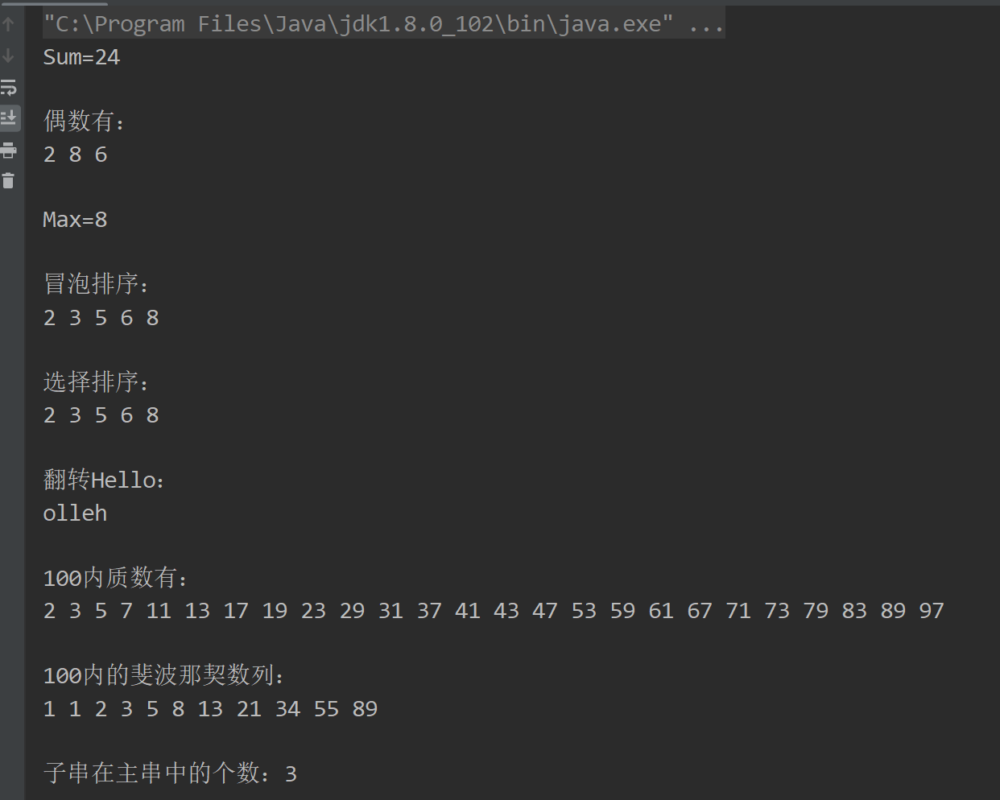 "C:\Program Files\Java\jdk1.8.0_102\bin\java.exe" ...
Sum=24
偶数有：
2 8 6
Max=8
冒泡排序：
2 3 5 6 8
选择排序：
2 3 5 6 8
翻转Hello：
olleh
100内质数有：
2 3 5 7 11 13 17 19 23 29 31 37 41 43 47 53 59 61 67 71 73 79 83 89 97
100内的斐波那契数列：
1 1 2 3 5 8 13 21 34 55 89
子串在主串中的个数：3